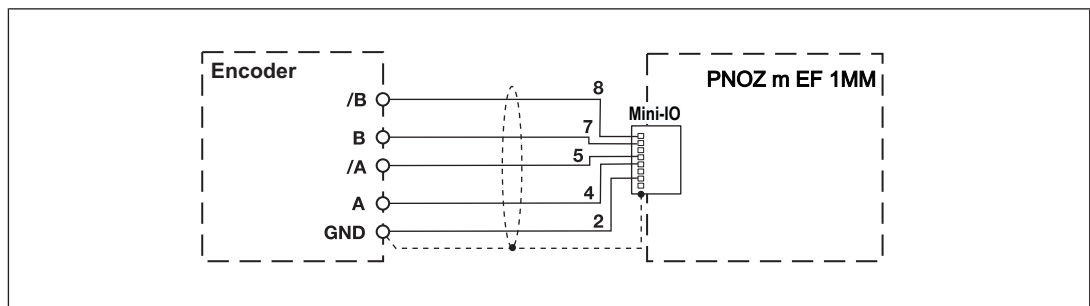 Encoder
PNOZ m EF 1MM
Mini-IO
/B 8
B 7
/A 5
A 4
GND 2